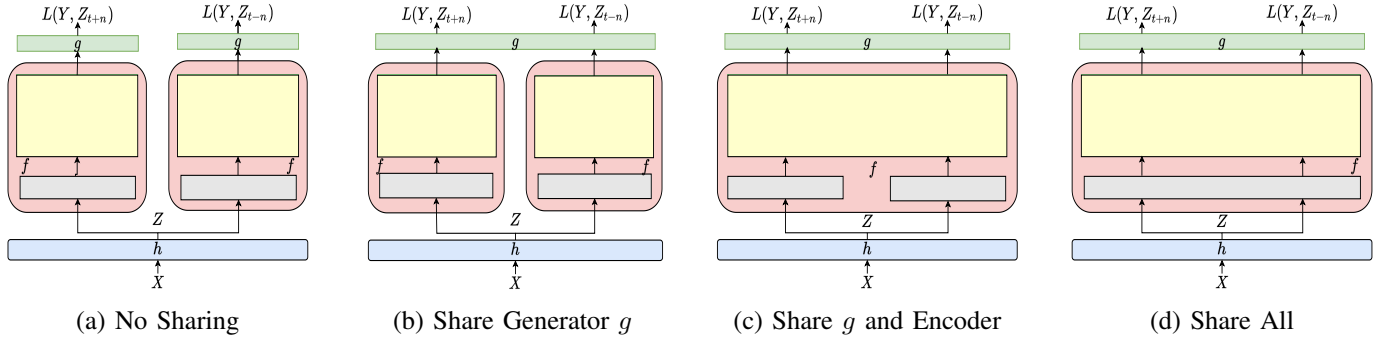 L(Y, Z_{t+n}) L(Y, Z_{t-n}) L(Y, Z_{t+n}) L(Y, Z_{t-n}) L(Y, Z_{t+n}) L(Y, Z_{t-n}) L(Y, Z_{t+n}) L(Y, Z_{t-n})
g g g g g
f f f f f f
Z Z Z Z
h h h h
X X X X
(a) No Sharing
(b) Share Generator g
(c) Share g and Encoder
(d) Share All